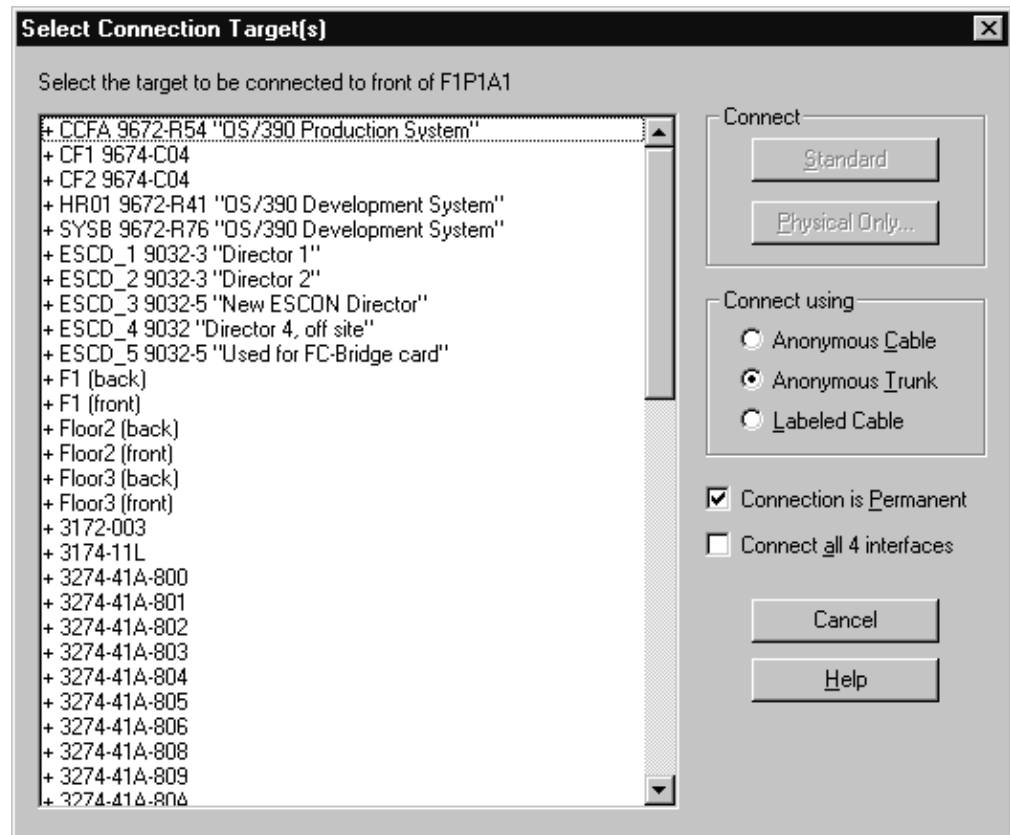 Select Connection Target(s)
Select the target to be connected to front of F1P1A1
+ CCFA 9672-R54 "OS/390 Production System"
+ CF1 9674-C04
+ CF2 9674-C04
+ HR01 9672-R41 "OS/390 Development System"
+ SYSB 9672-R76 "OS/390 Development System"
+ ESCD_1 9032-3 "Director 1"
+ ESCD_2 9032-3 "Director 2"
+ ESCD_3 9032-5 "New ESCON Director"
+ ESCD_4 9032 "Director 4, off site"
+ ESCD_5 9032-5 "Used for FC-Bridge card"
+ F1 (back)
+ F1 (front)
+ Floor2 (back)
+ Floor2 (front)
+ Floor3 (back)
+ Floor3 (front)
+ 3172-003
+ 3174-11L
+ 3274-41A-800
+ 3274-41A-801
+ 3274-41A-802
+ 3274-41A-803
+ 3274-41A-804
+ 3274-41A-805
+ 3274-41A-806
+ 3274-41A-808
+ 3274-41A-809
+ 3274-41A-80A
Connect
Standard
Physical Only...
Connect using
Anonymous Cable
Anonymous Trunk
Labeled Cable
Connection is Permanent
Connect all 4 interfaces
Cancel
Help